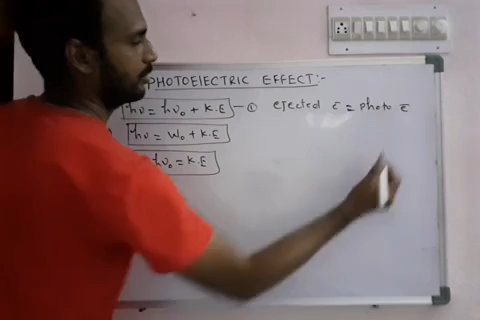 PHOTOELECTRIC EFFECT:-
hν = hν₀ + K.E —① ejected ē = photo ē
hν = W₀ + K.E
hν₀ = K.E